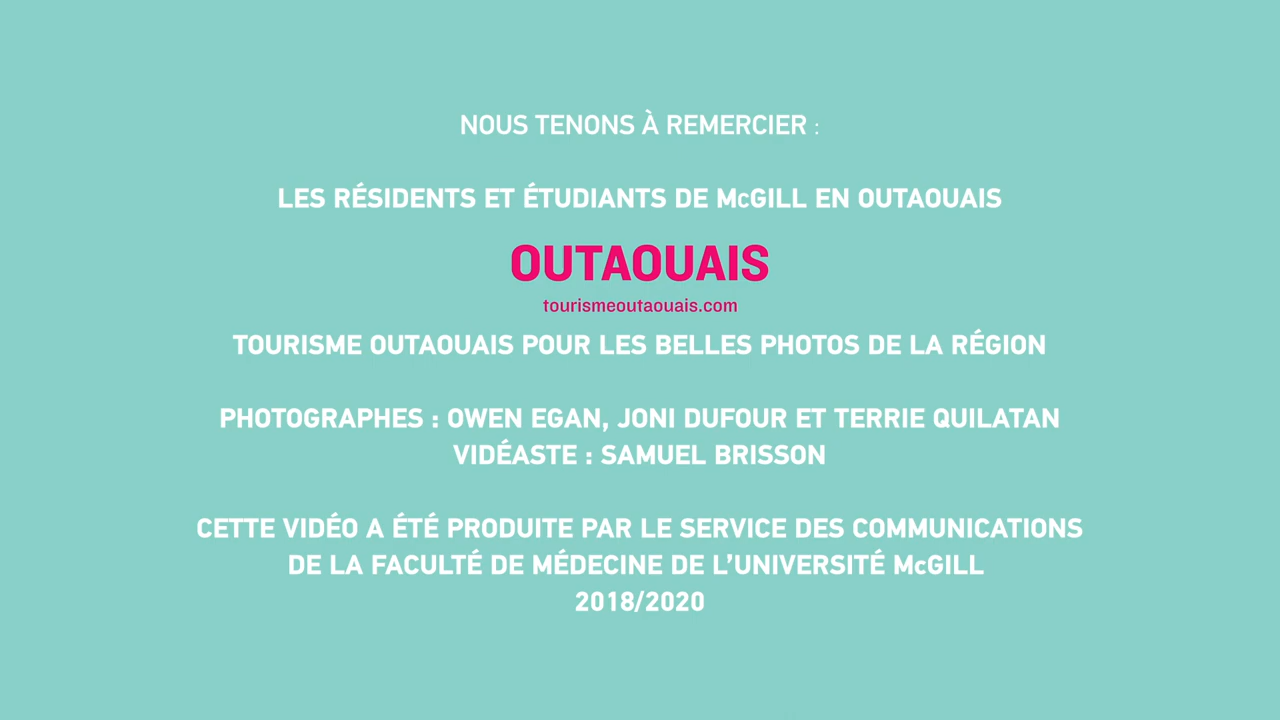 NOUS TENONS À REMERCIER :
LES RÉSIDENTS ET ÉTUDIANTS DE McGILL EN OUTAOUAIS
OUTAOUAIS
tourismeoutaouais.com
TOURISME OUTAOUAIS POUR LES BELLES PHOTOS DE LA RÉGION
PHOTOGRAPHES : OWEN EGAN, JONI DUFOUR ET TERRIE QUILATAN
VIDÉASTE : SAMUEL BRISSON
CETTE VIDÉO A ÉTÉ PRODUITE PAR LE SERVICE DES COMMUNICATIONS
DE LA FACULTÉ DE MÉDECINE DE L’UNIVERSITÉ McGILL
2018/2020